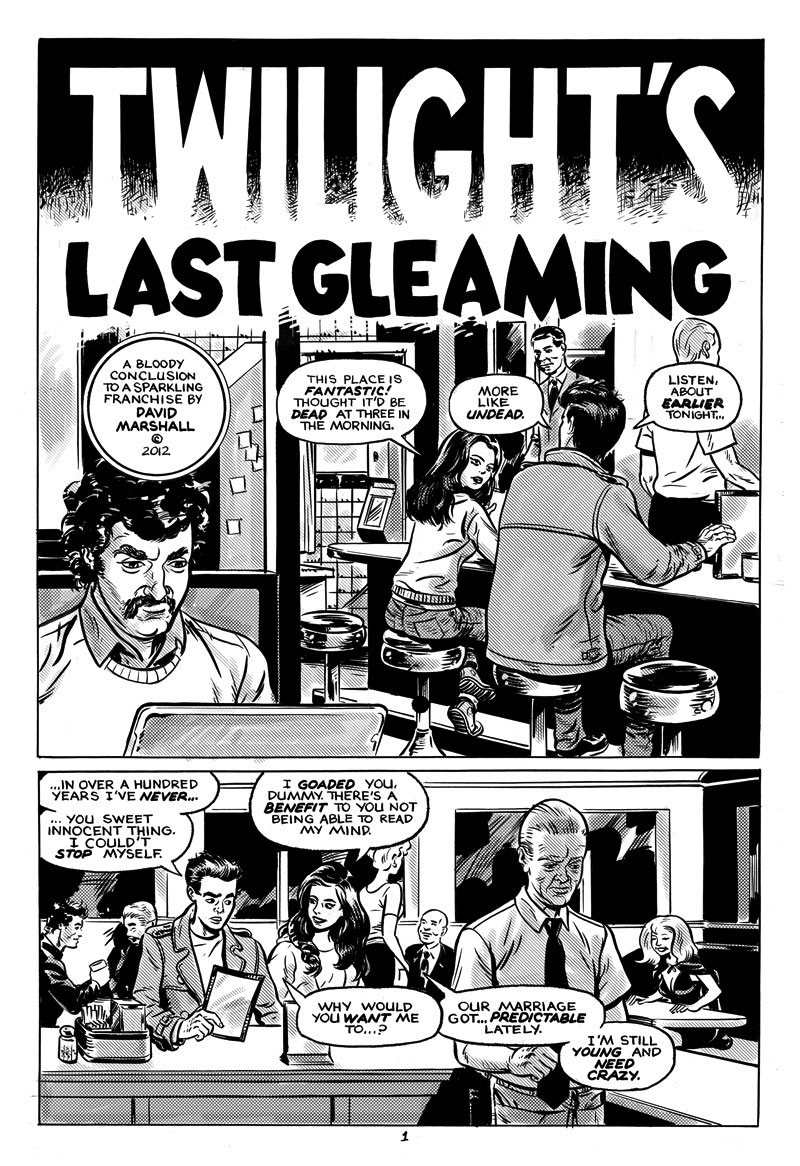 TWILIGHT'S
LAST GLEAMING
A BLOODY
CONCLUSION
TO A SPARKLING
FRANCHISE BY
DAVID
MARSHALL
©
2012
THIS PLACE IS
FANTASTIC!
THOUGHT IT'D BE
DEAD AT THREE IN
THE MORNING.
MORE
LIKE
UNDEAD.
LISTEN,
ABOUT
EARLIER
TONIGHT...
...IN OVER A HUNDRED
YEARS I'VE NEVER...
... YOU SWEET
INNOCENT THING.
I COULDN'T
STOP MYSELF.
I GOADED YOU,
DUMMY. THERE'S A
BENEFIT TO YOU NOT
BEING ABLE TO READ
MY MIND.
WHY WOULD
YOU WANT ME
TO...?
OUR MARRIAGE
GOT... PREDICTABLE
LATELY.
I'M STILL
YOUNG AND
NEED
CRAZY.
1